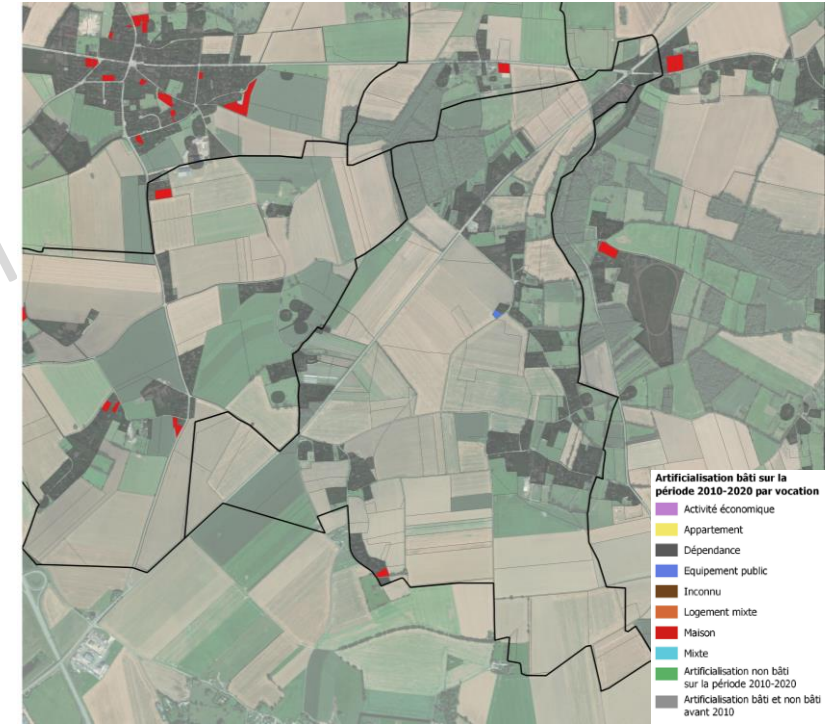 Artificialisation bâti sur la
période 2010-2020 par vocation
Activité économique
Appartement
Dépendance
Equipement public
Inconnu
Logement mixte
Maison
Mixte
Artificialisation non bâti
sur la période 2010-2020
Artificialisation bâti et non bâti
avant 2010